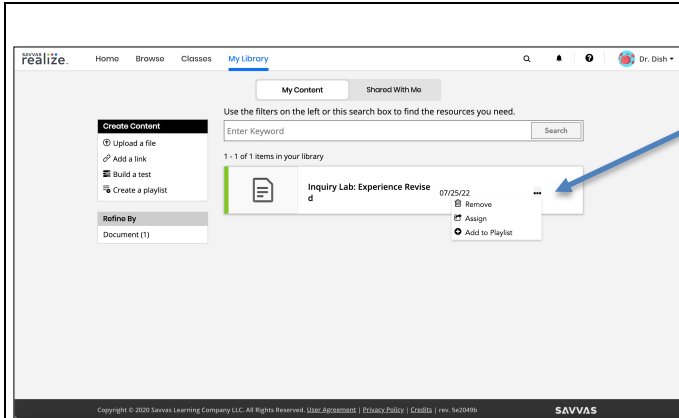 SAVVAS
realize™
Home Browse Classes My Library Dr. Dish
My Content Shared With Me
Use the filters on the left or this search box to find the resources you need.
Create Content
Upload a file
Add a link
Build a test
Create a playlist
Refine By
Document (1)
Enter Keyword Search
1 - 1 of 1 items in your library
Inquiry Lab: Experience Revise
d
07/25/22
Remove
Assign
Add to Playlist
Copyright © 2020 Savvas Learning Company LLC. All Rights Reserved. User Agreement | Privacy Policy | Credits | rev. 5e2049b SAVVAS